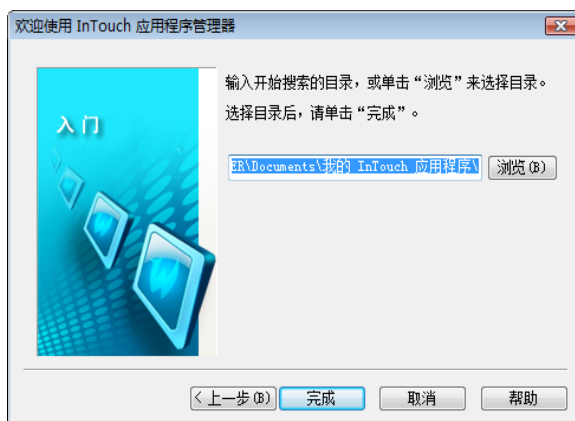 欢迎使用 InTouch 应用程序管理器
入门
输入开始搜索的目录，或单击“浏览”来选择目录。
选择目录后，请单击“完成”。
ER\Documents\我的 InTouch 应用程序\
浏览(B)
< 上一步(B)
完成
取消
帮助